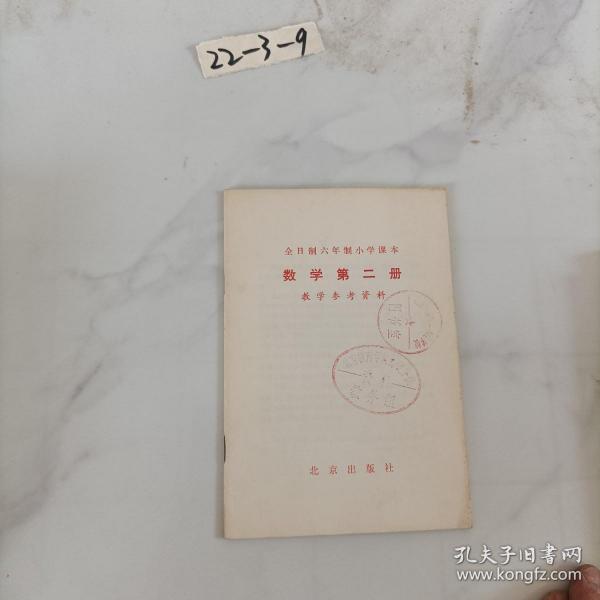 22-3-9
全日制六年制小学课本
数学第二册
教学参考资料
北京出版社
孔夫子旧书网
www.kongfz.com